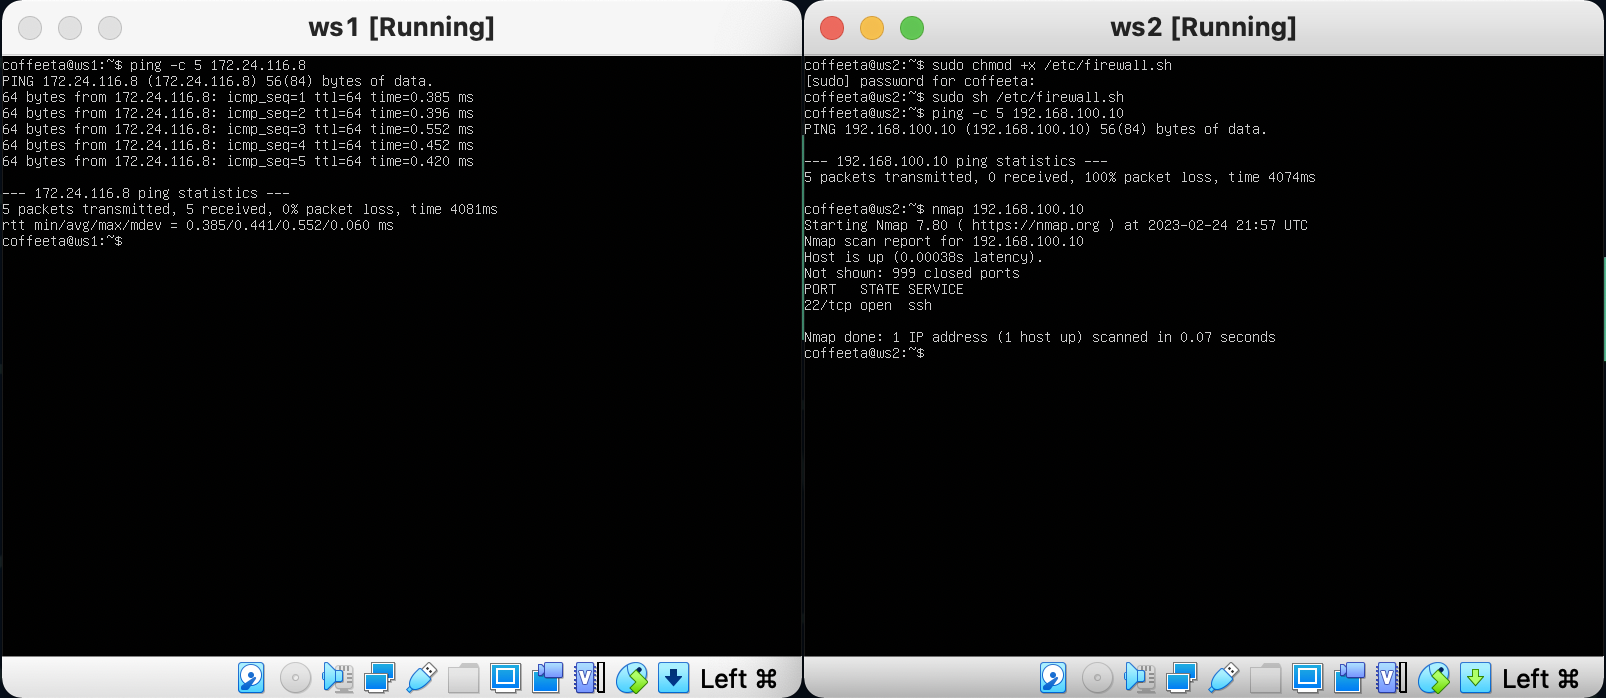 ws1 [Running]
coffeeta@ws1:~$ ping -c 5 172.24.116.8
PING 172.24.116.8 (172.24.116.8) 56(84) bytes of data.
64 bytes from 172.24.116.8: icmp_seq=1 ttl=64 time=0.385 ms
64 bytes from 172.24.116.8: icmp_seq=2 ttl=64 time=0.396 ms
64 bytes from 172.24.116.8: icmp_seq=3 ttl=64 time=0.552 ms
64 bytes from 172.24.116.8: icmp_seq=4 ttl=64 time=0.452 ms
64 bytes from 172.24.116.8: icmp_seq=5 ttl=64 time=0.420 ms
--- 172.24.116.8 ping statistics ---
5 packets transmitted, 5 received, 0% packet loss, time 4081ms
rtt min/avg/max/mdev = 0.385/0.441/0.552/0.060 ms
coffeeta@ws1:~$
Left ⌘
ws2 [Running]
coffeeta@ws2:~$ sudo chmod +x /etc/firewall.sh
[sudo] password for coffeeta:
coffeeta@ws2:~$ sudo sh /etc/firewall.sh
coffeeta@ws2:~$ ping -c 5 192.168.100.10
PING 192.168.100.10 (192.168.100.10) 56(84) bytes of data.
--- 192.168.100.10 ping statistics ---
5 packets transmitted, 0 received, 100% packet loss, time 4074ms
coffeeta@ws2:~$ nmap 192.168.100.10
Starting Nmap 7.80 ( https://nmap.org ) at 2023-02-24 21:57 UTC
Nmap scan report for 192.168.100.10
Host is up (0.00038s latency).
Not shown: 999 closed ports
PORT   STATE SERVICE
22/tcp open  ssh
Nmap done: 1 IP address (1 host up) scanned in 0.07 seconds
coffeeta@ws2:~$
Left ⌘